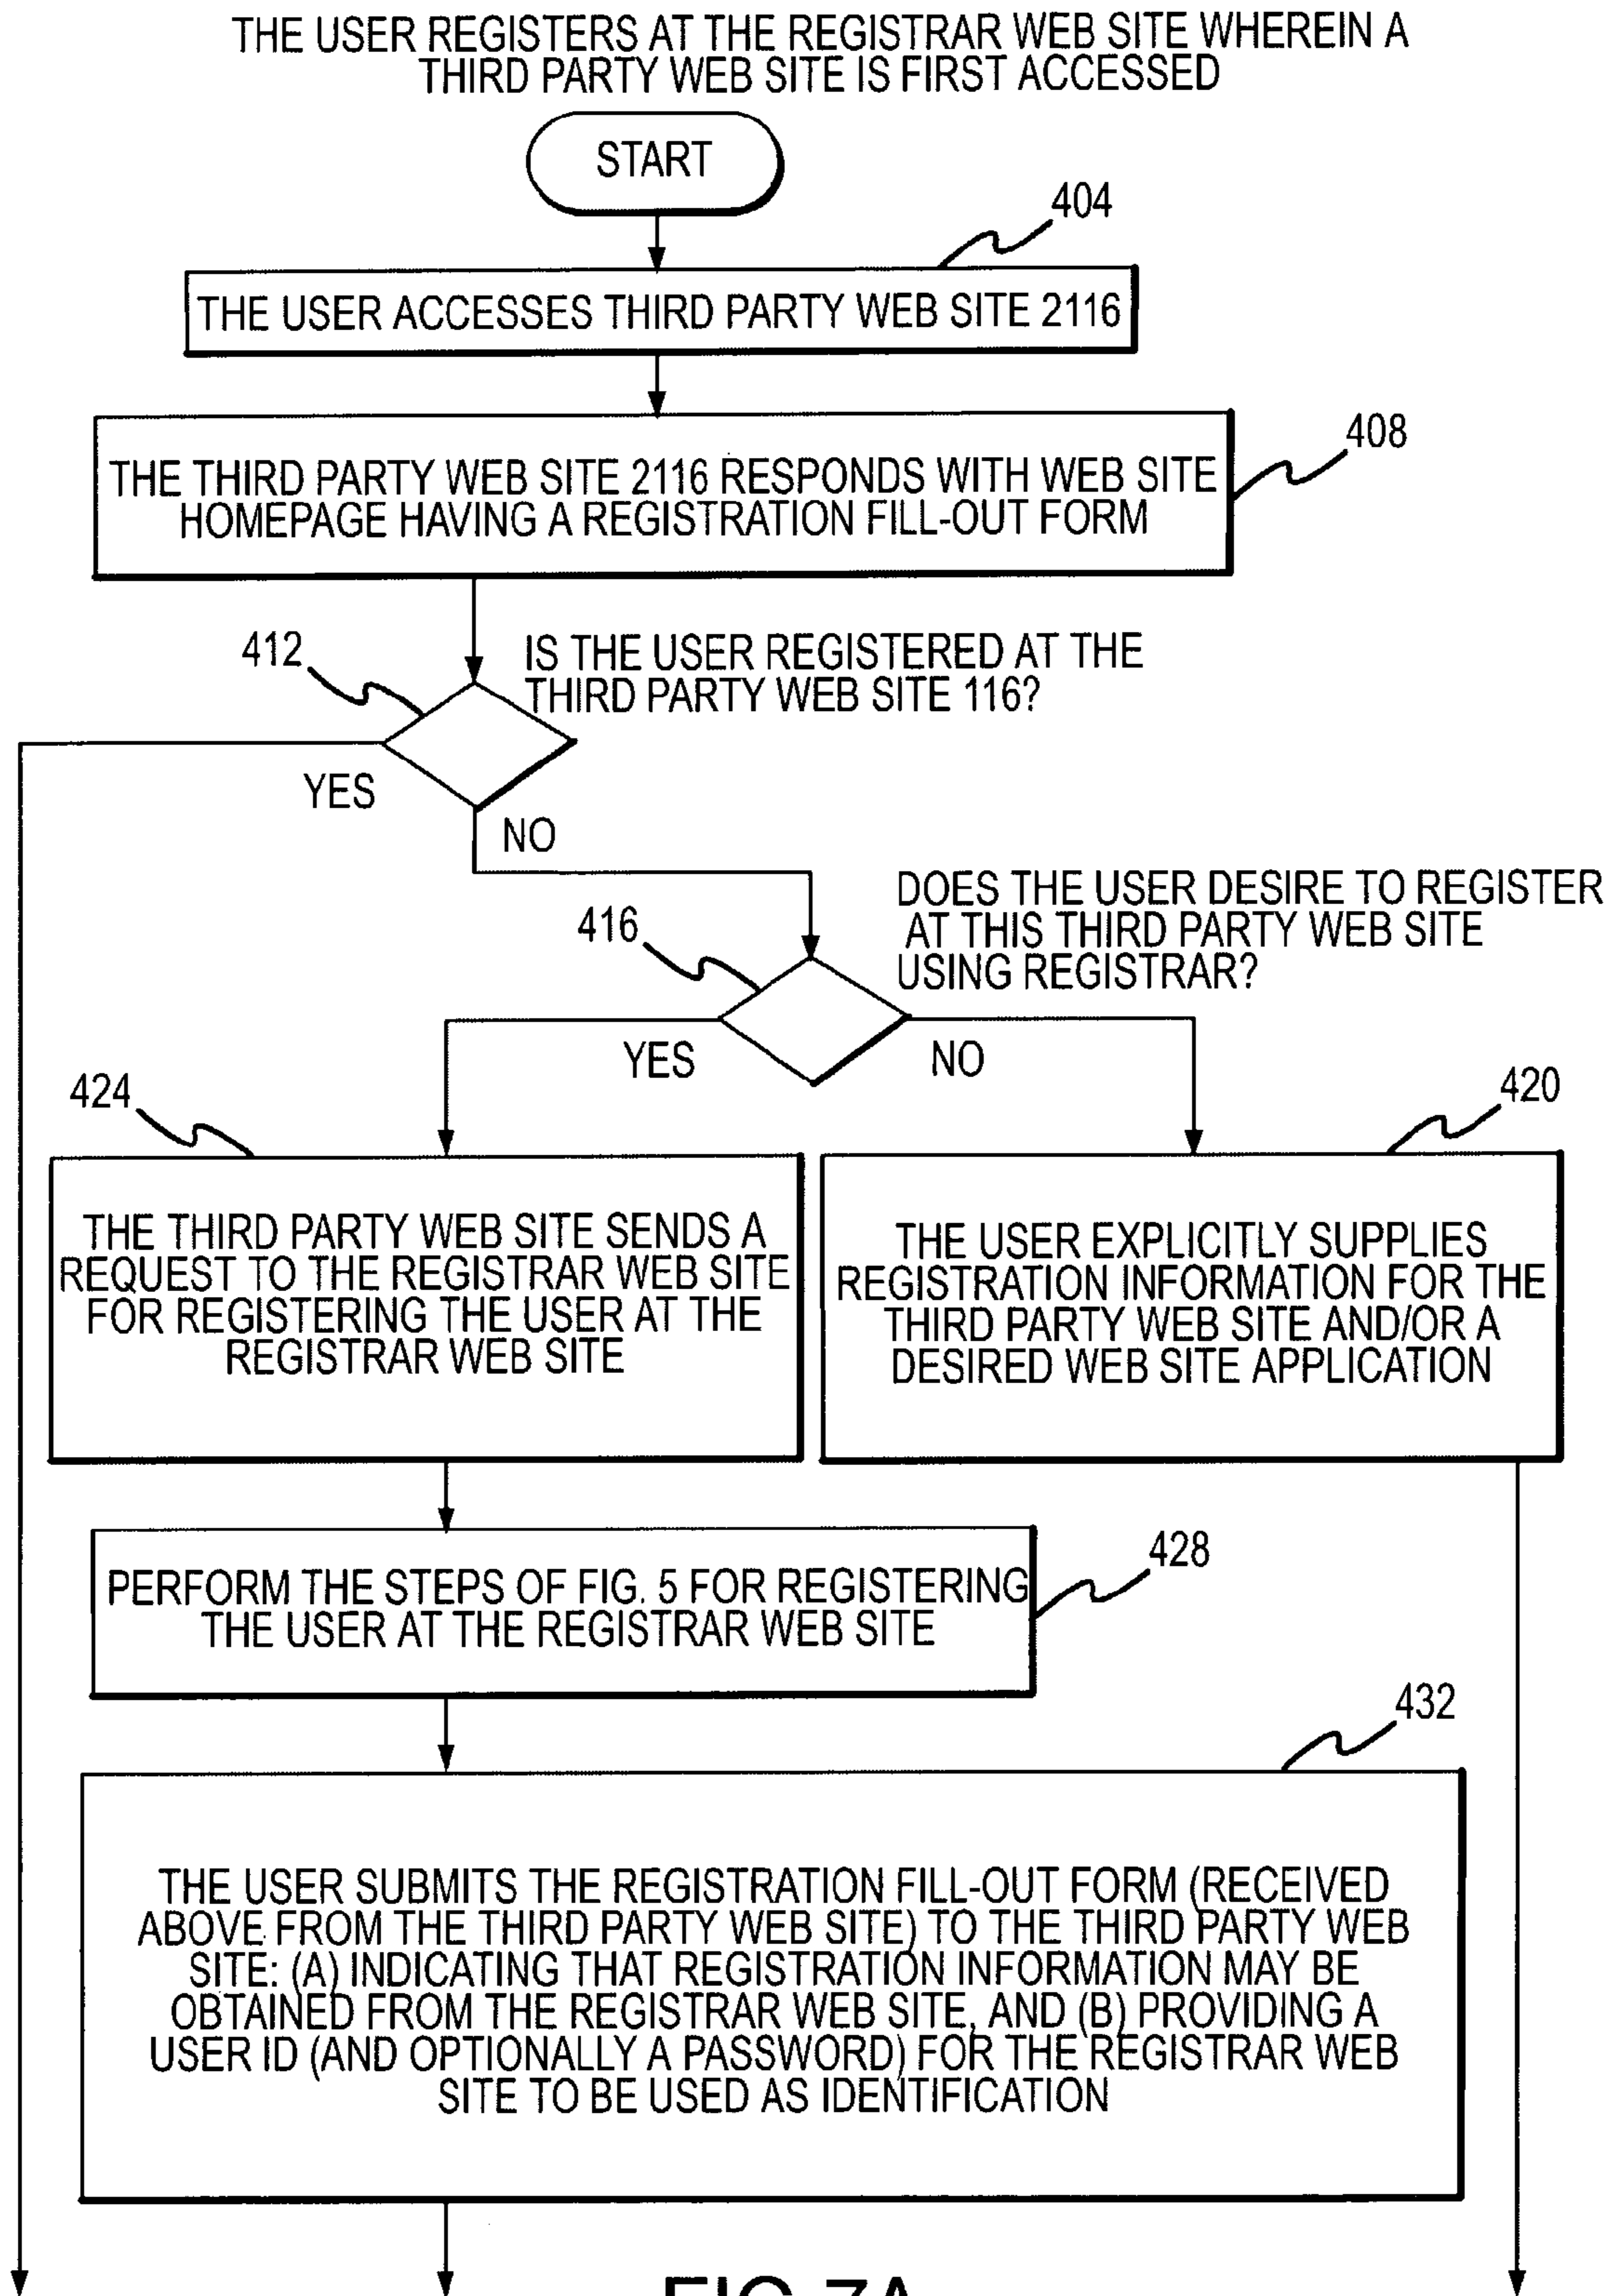 THE USER REGISTERS AT THE REGISTRAR WEB SITE WHEREIN A
THIRD PARTY WEB SITE IS FIRST ACCESSED
START
404
THE USER ACCESSES THIRD PARTY WEB SITE 2116
408
THE THIRD PARTY WEB SITE 2116 RESPONDS WITH WEB SITE
HOMEPAGE HAVING A REGISTRATION FILL-OUT FORM
412
IS THE USER REGISTERED AT THE
THIRD PARTY WEB SITE 116?
YES
NO
416
DOES THE USER DESIRE TO REGISTER
AT THIS THIRD PARTY WEB SITE
USING REGISTRAR?
YES
NO
424
420
THE THIRD PARTY WEB SITE SENDS A
REQUEST TO THE REGISTRAR WEB SITE
FOR REGISTERING THE USER AT THE
REGISTRAR WEB SITE
THE USER EXPLICITLY SUPPLIES
REGISTRATION INFORMATION FOR THE
THIRD PARTY WEB SITE AND/OR A
DESIRED WEB SITE APPLICATION
428
PERFORM THE STEPS OF FIG. 5 FOR REGISTERING
THE USER AT THE REGISTRAR WEB SITE
432
THE USER SUBMITS THE REGISTRATION FILL-OUT FORM (RECEIVED
ABOVE FROM THE THIRD PARTY WEB SITE) TO THE THIRD PARTY WEB
SITE: (A) INDICATING THAT REGISTRATION INFORMATION MAY BE
OBTAINED FROM THE REGISTRAR WEB SITE, AND (B) PROVIDING A
USER ID (AND OPTIONALLY A PASSWORD) FOR THE REGISTRAR WEB
SITE TO BE USED AS IDENTIFICATION
FIG. 7A